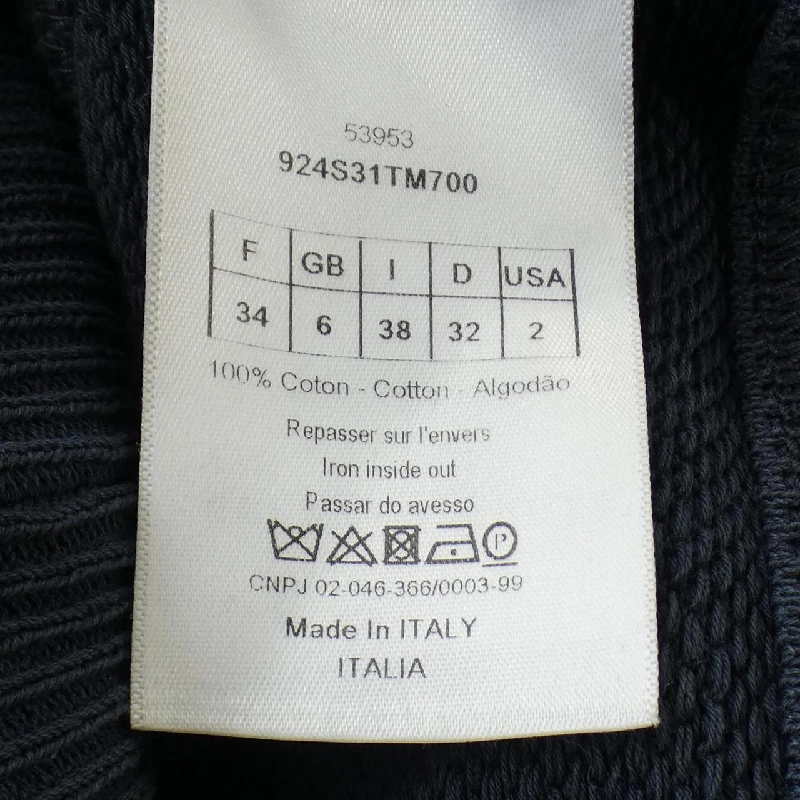 53953
924S31TM700
F GB I D USA
34 6 38 32 2
100% Coton - Cotton - Algodão
Repasser sur l'envers
Iron inside out
Passar do avesso
P
CNPJ 02-046-366/0003-99
Made In ITALY
ITALIA